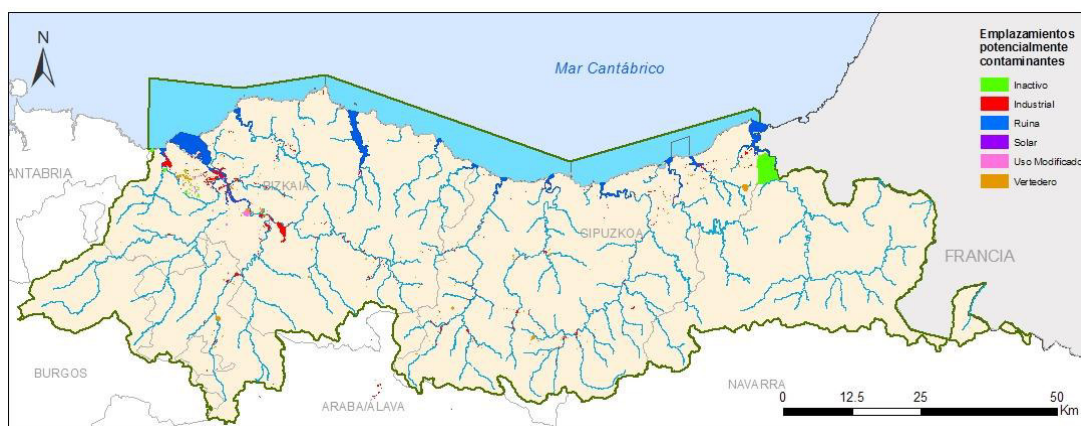 N
Mar Cantábrico
Emplazamientos
potencialmente
contaminantes
Inactivo
Industrial
Ruina
Solar
Uso Modificado
Vertedero
ANTABRIA
BIZKAIA
GIPUZKOA
FRANCIA
BURGOS
ARABA/ÁLAVA
NAVARRA
0 12.5 25 50
Km